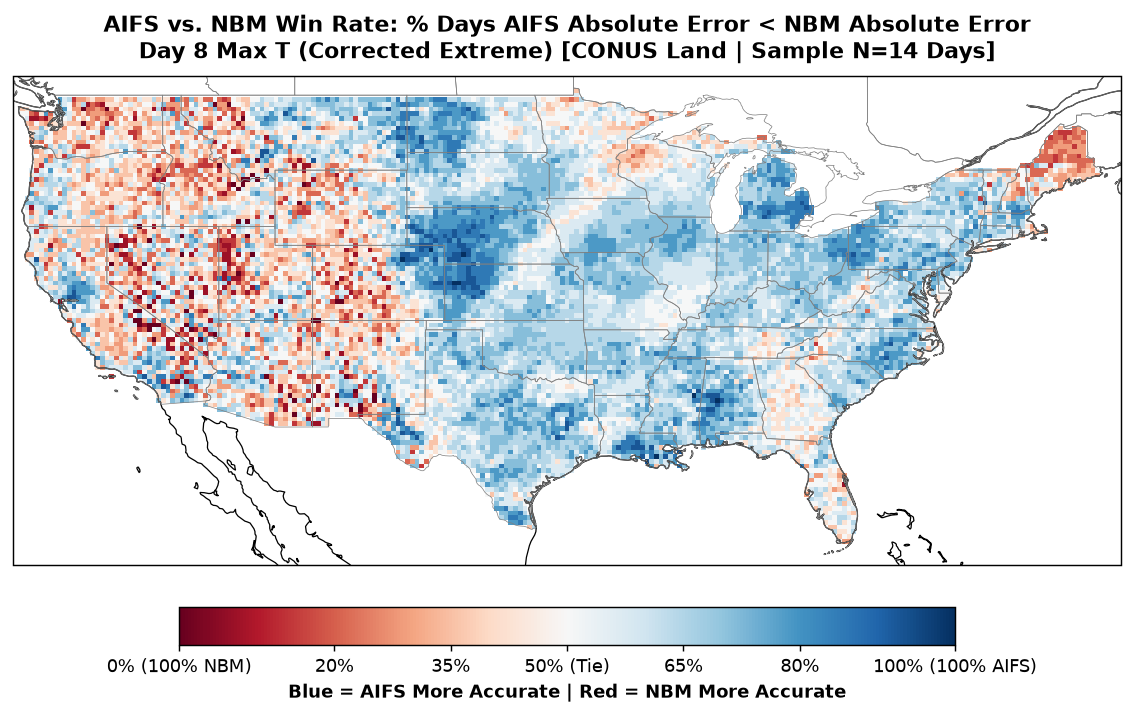 AIFS vs. NBM Win Rate: % Days AIFS Absolute Error < NBM Absolute Error
Day 8 Max T (Corrected Extreme) [CONUS Land | Sample N=14 Days]
0% (100% NBM) 20% 35% 50% (Tie) 65% 80% 100% (100% AIFS)
Blue = AIFS More Accurate | Red = NBM More Accurate